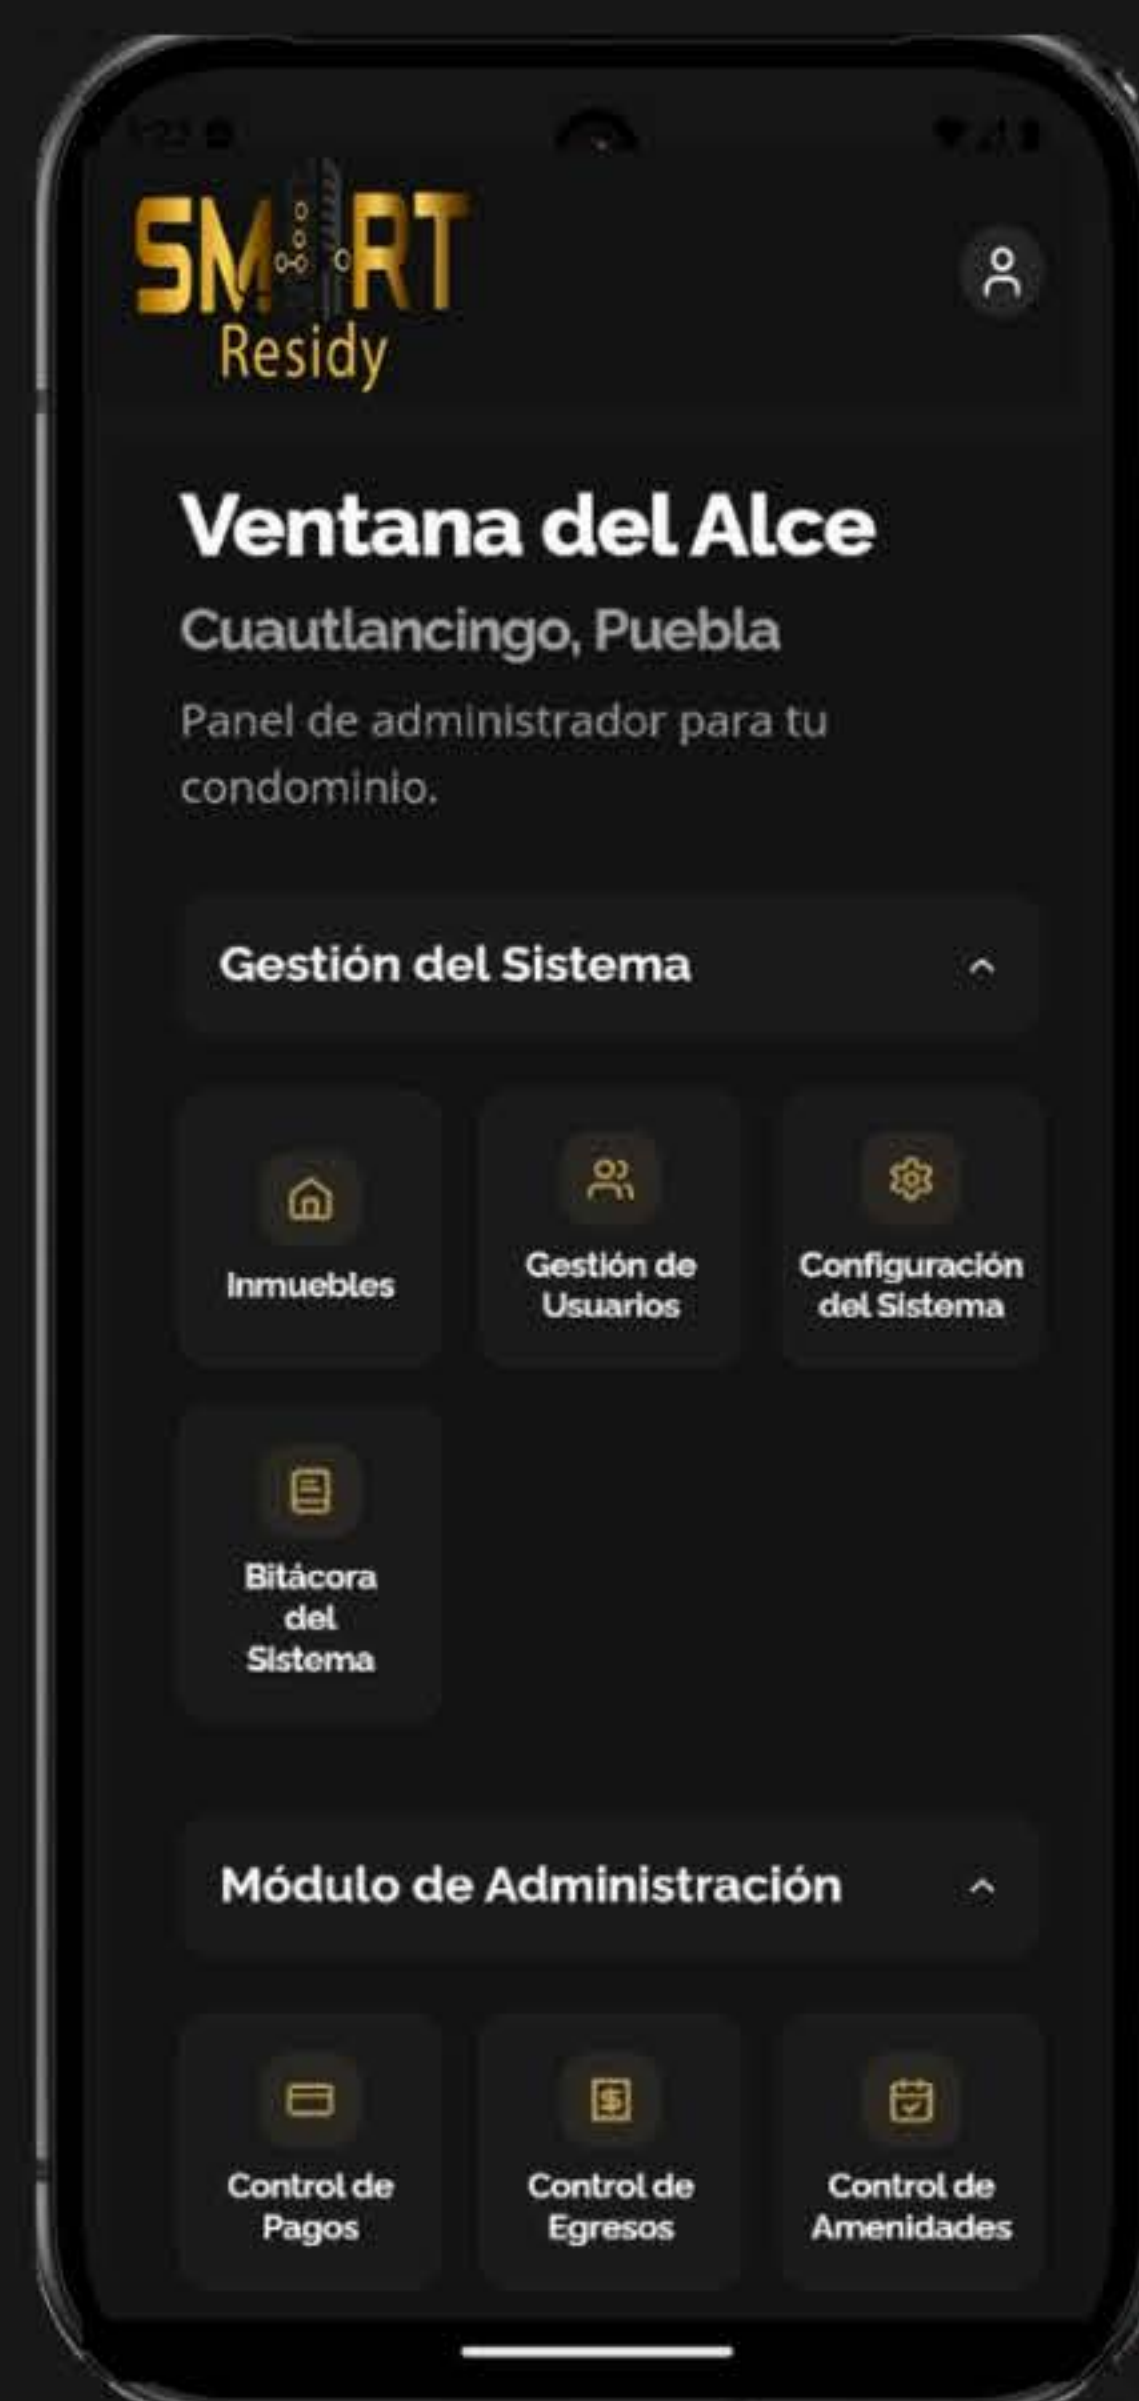 SMART
Residy
Ventana del Alce
Cuautlancingo, Puebla
Panel de administrador para tu
condominio.
Gestión del Sistema
Inmuebles
Gestión de
Usuarios
Configuración
del Sistema
Bitácora
del
Sistema
Módulo de Administración
Control de
Pagos
Control de
Egresos
Control de
Amenidades